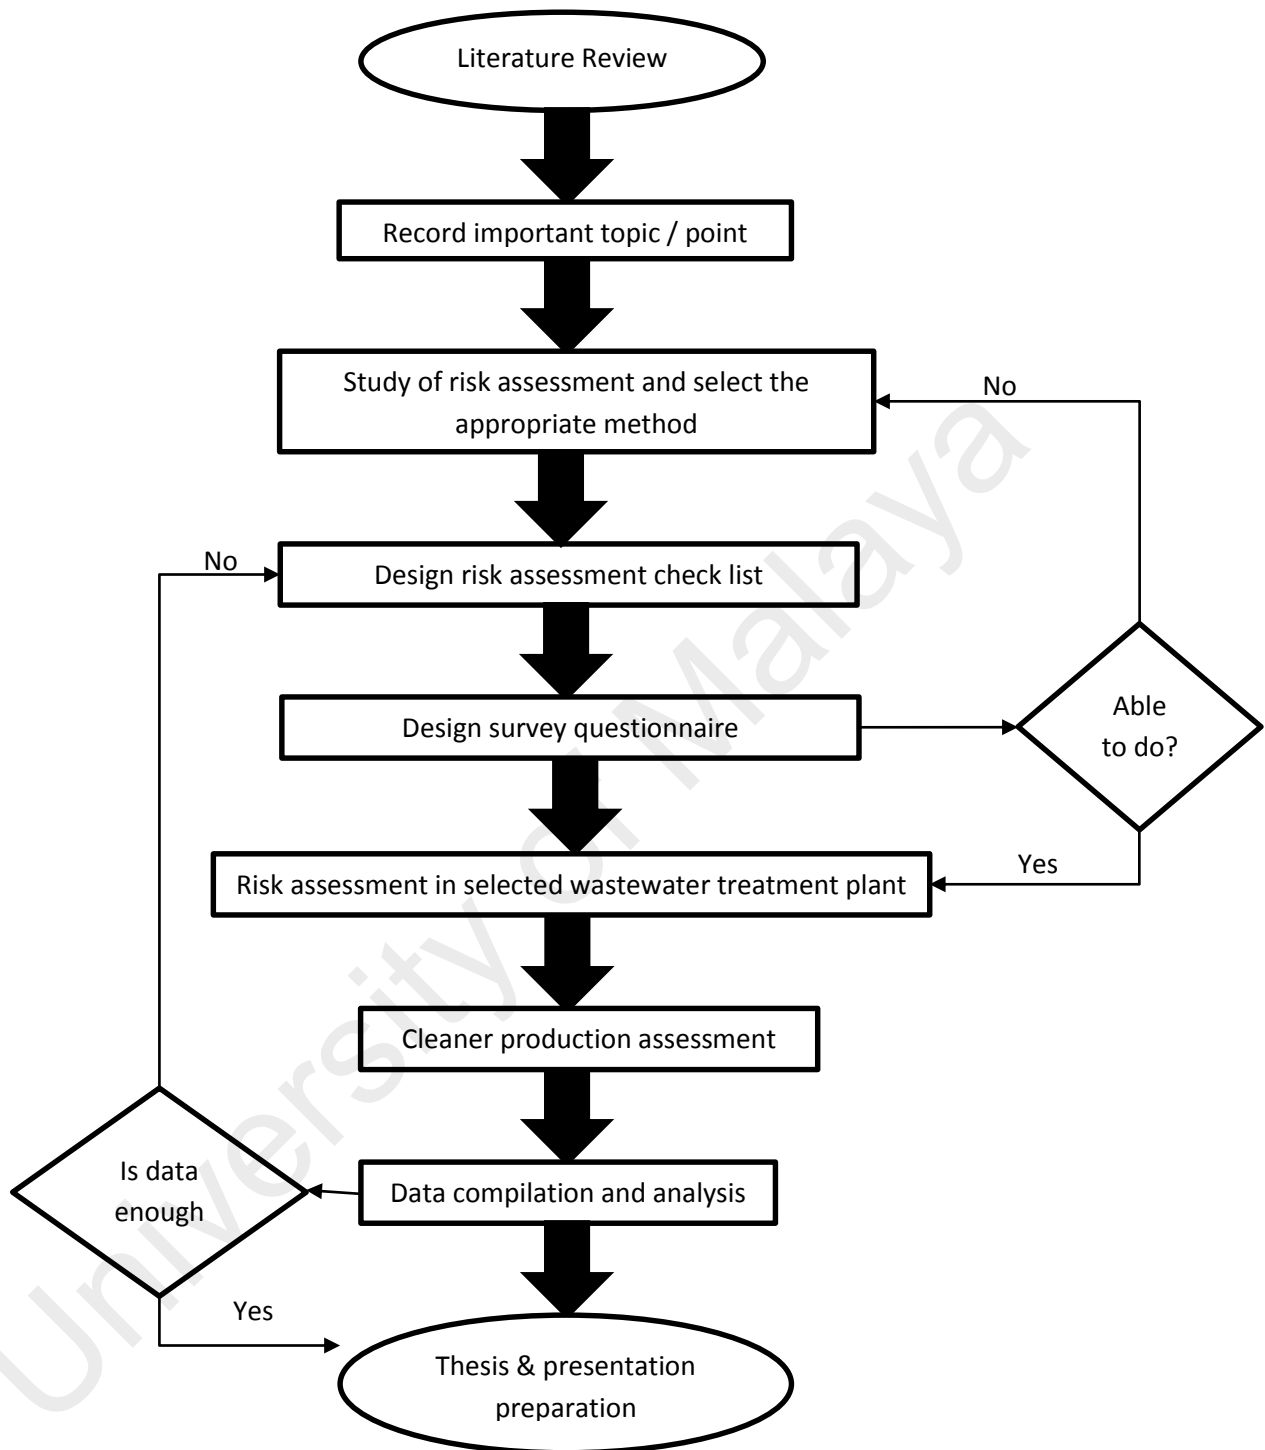 Literature Review
Record important topic / point
Study of risk assessment and select the
appropriate method
No
No
Design risk assessment check list
Design survey questionnaire
Able
to do?
Risk assessment in selected wastewater treatment plant
Yes
Cleaner production assessment
Is data
enough
Data compilation and analysis
Yes
Thesis & presentation
preparation
University of Malaya